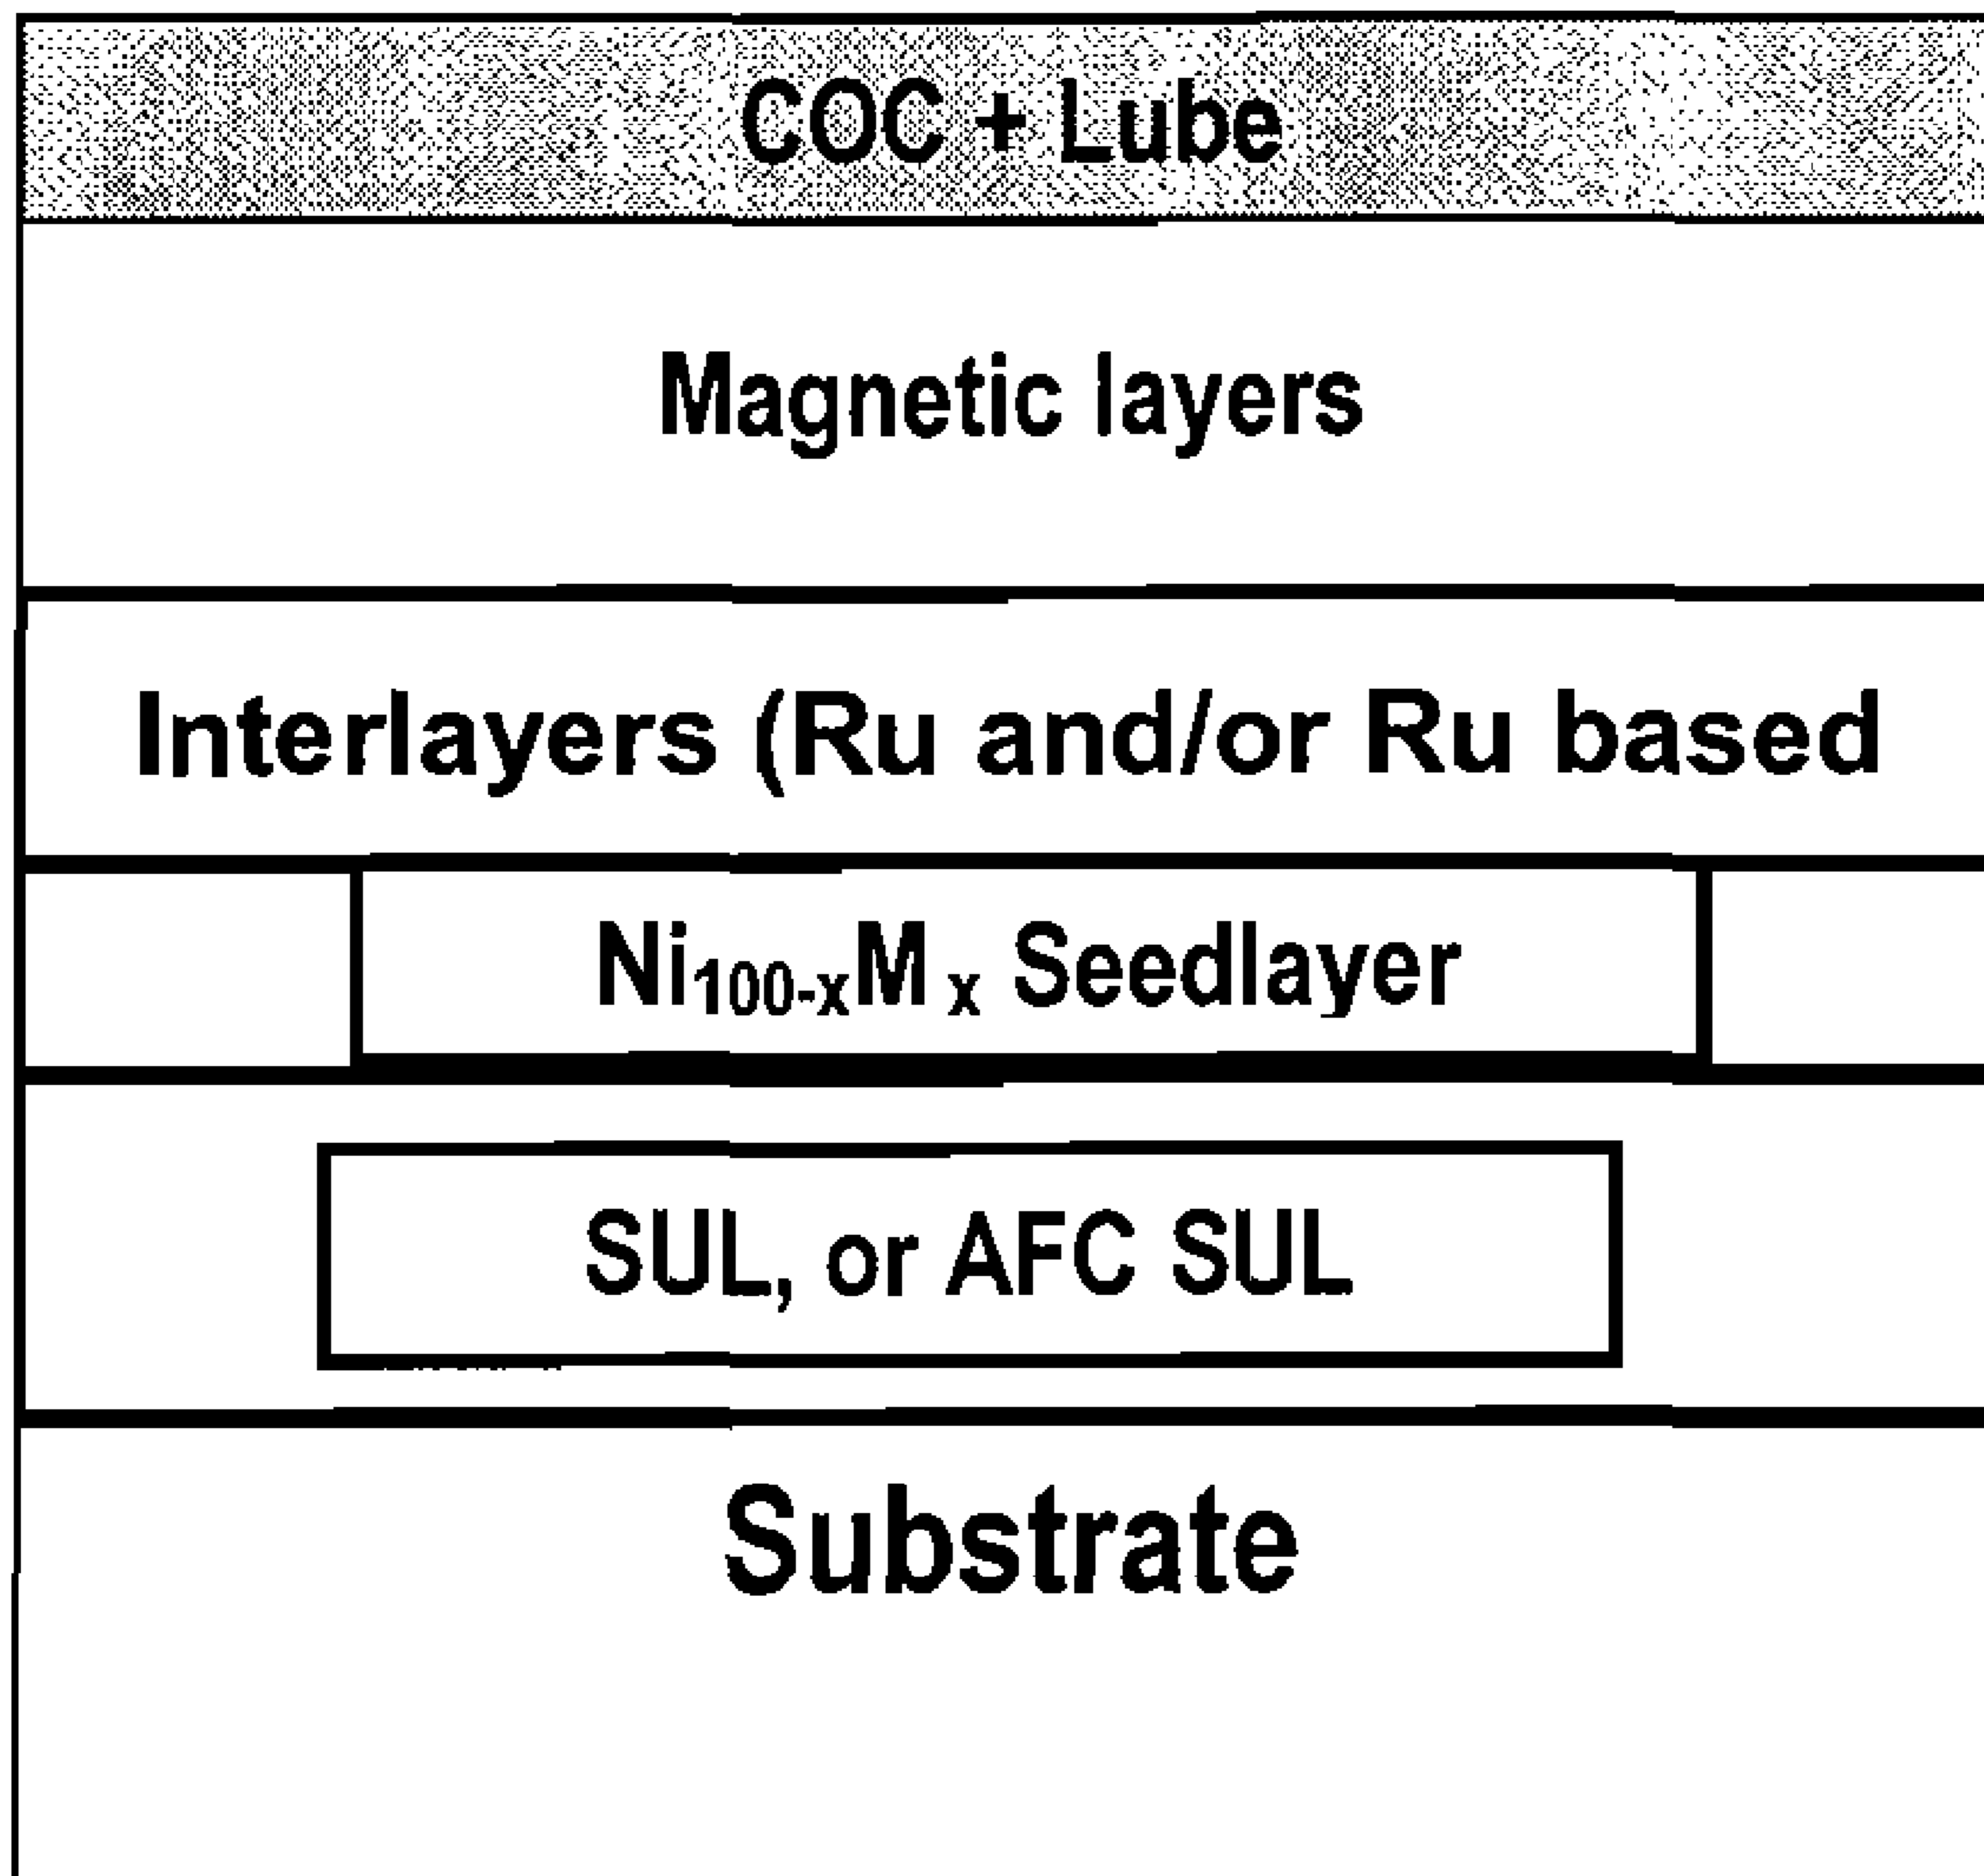 COC + Lube
Magnetic layers
Interlayers (Ru and/or Ru based
Ni₁₀₀₋ₓMₓ Seedlayer
SUL, or AFC SUL
Substrate